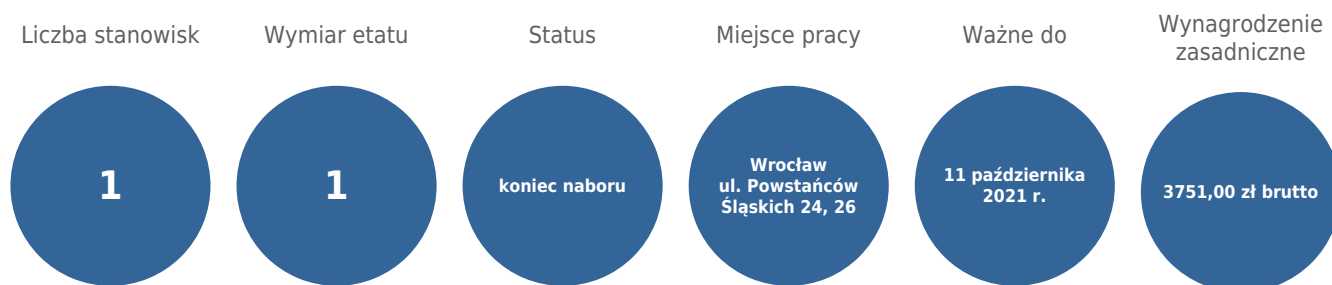 Liczba stanowisk
1
Wymiar etatu
1
Status
koniec naboru
Miejsce pracy
Wrocław
ul. Powstańców
Śląskich 24, 26
Ważne do
11 października
2021 r.
Wynagrodzenie
zasadnicze
3751,00 zł brutto